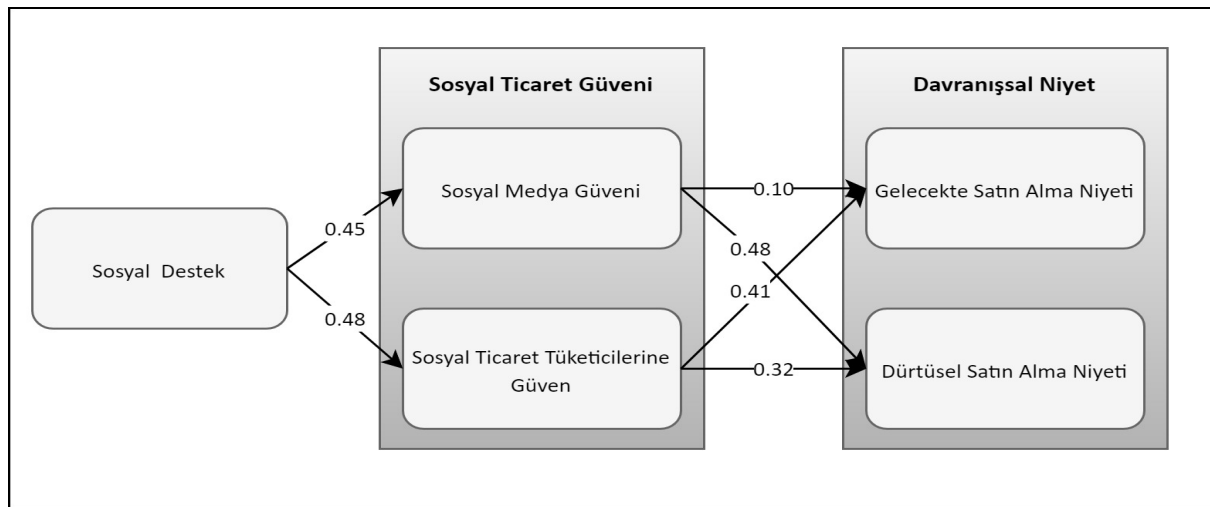 Sosyal Ticaret Güveni
Davranışsal Niyet
Sosyal Medya Güveni
0.10
Gelecekte Satın Alma Niyeti
0.45
0.48
Sosyal Destek
0.41
0.48
Sosyal Ticaret Tüketicilerine
Güven
0.32
Dürtüsel Satın Alma Niyeti